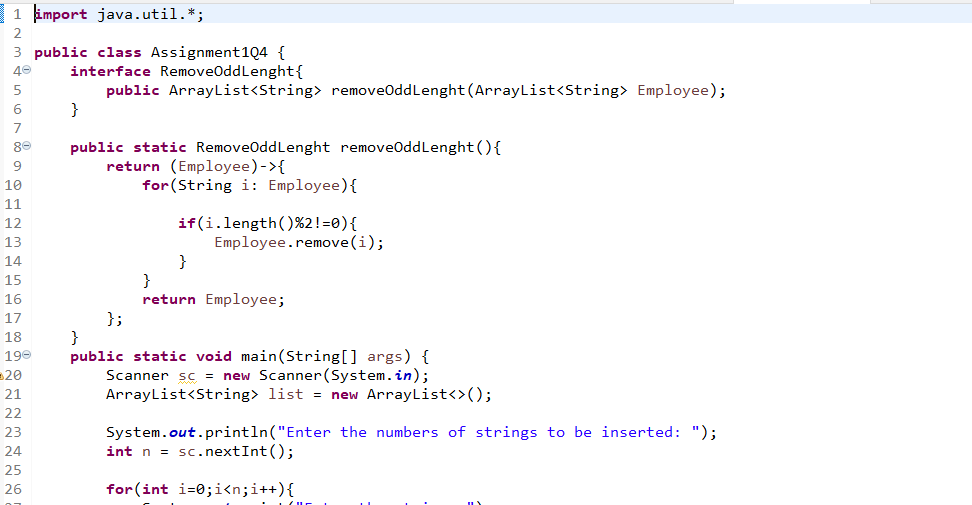 1 import java.util.*;
2
3 public class Assignment1Q4 {
4 interface RemoveOddLenght{
5 public ArrayList<String> removeOddLenght(ArrayList<String> Employee);
6 }
7
8 public static RemoveOddLenght removeOddLenght(){
9 return (Employee)->{
10 for(String i: Employee){
11
12 if(i.length()%2!=0){
13 Employee.remove(i);
14 }
15 }
16 return Employee;
17 };
18 }
19 public static void main(String[] args) {
20 Scanner sc = new Scanner(System.in);
21 ArrayList<String> list = new ArrayList<>();
22
23 System.out.println("Enter the numbers of strings to be inserted: ");
24 int n = sc.nextInt();
25
26 for(int i=0;i<n;i++){